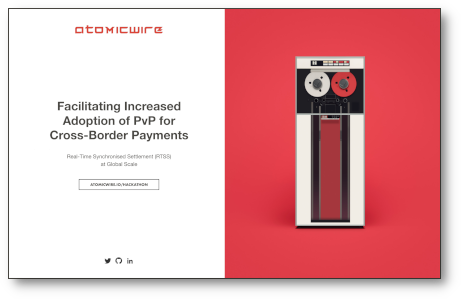 atomicwire
Facilitating Increased
Adoption of PvP for
Cross-Border Payments
Real-Time Synchronised Settlement (RTSS)
at Global Scale
ATOMICWIRE.IO/HACKATHON
in